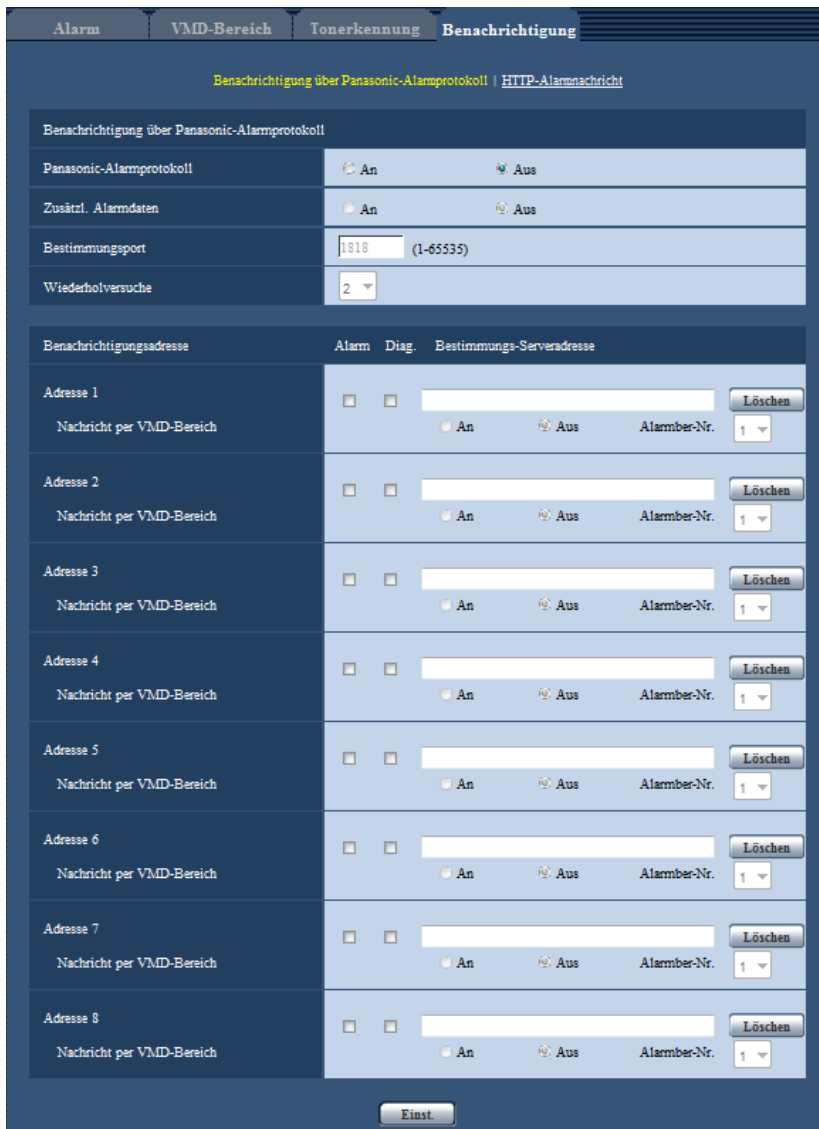 Alarm VMD-Bereich Tonerkennung Benachrichtigung
Benachrichtigung über Panasonic-Alarmprotokoll | HTTP-Alarmnachricht
Benachrichtigung über Panasonic-Alarmprotokoll
Panasonic-Alarmprotokoll An Aus
Zusätzl. Alarmdaten An Aus
Bestimmungsport 1818 (1-65535)
Wiederholversuche 2
Benachrichtigungsadresse Alarm Diag. Bestimmungs-Serveradresse
Adresse 1 Löschen
Nachricht per VMD-Bereich An Aus Alarmber-Nr. 1
Adresse 2 Löschen
Nachricht per VMD-Bereich An Aus Alarmber-Nr. 1
Adresse 3 Löschen
Nachricht per VMD-Bereich An Aus Alarmber-Nr. 1
Adresse 4 Löschen
Nachricht per VMD-Bereich An Aus Alarmber-Nr. 1
Adresse 5 Löschen
Nachricht per VMD-Bereich An Aus Alarmber-Nr. 1
Adresse 6 Löschen
Nachricht per VMD-Bereich An Aus Alarmber-Nr. 1
Adresse 7 Löschen
Nachricht per VMD-Bereich An Aus Alarmber-Nr. 1
Adresse 8 Löschen
Nachricht per VMD-Bereich An Aus Alarmber-Nr. 1
Einst.